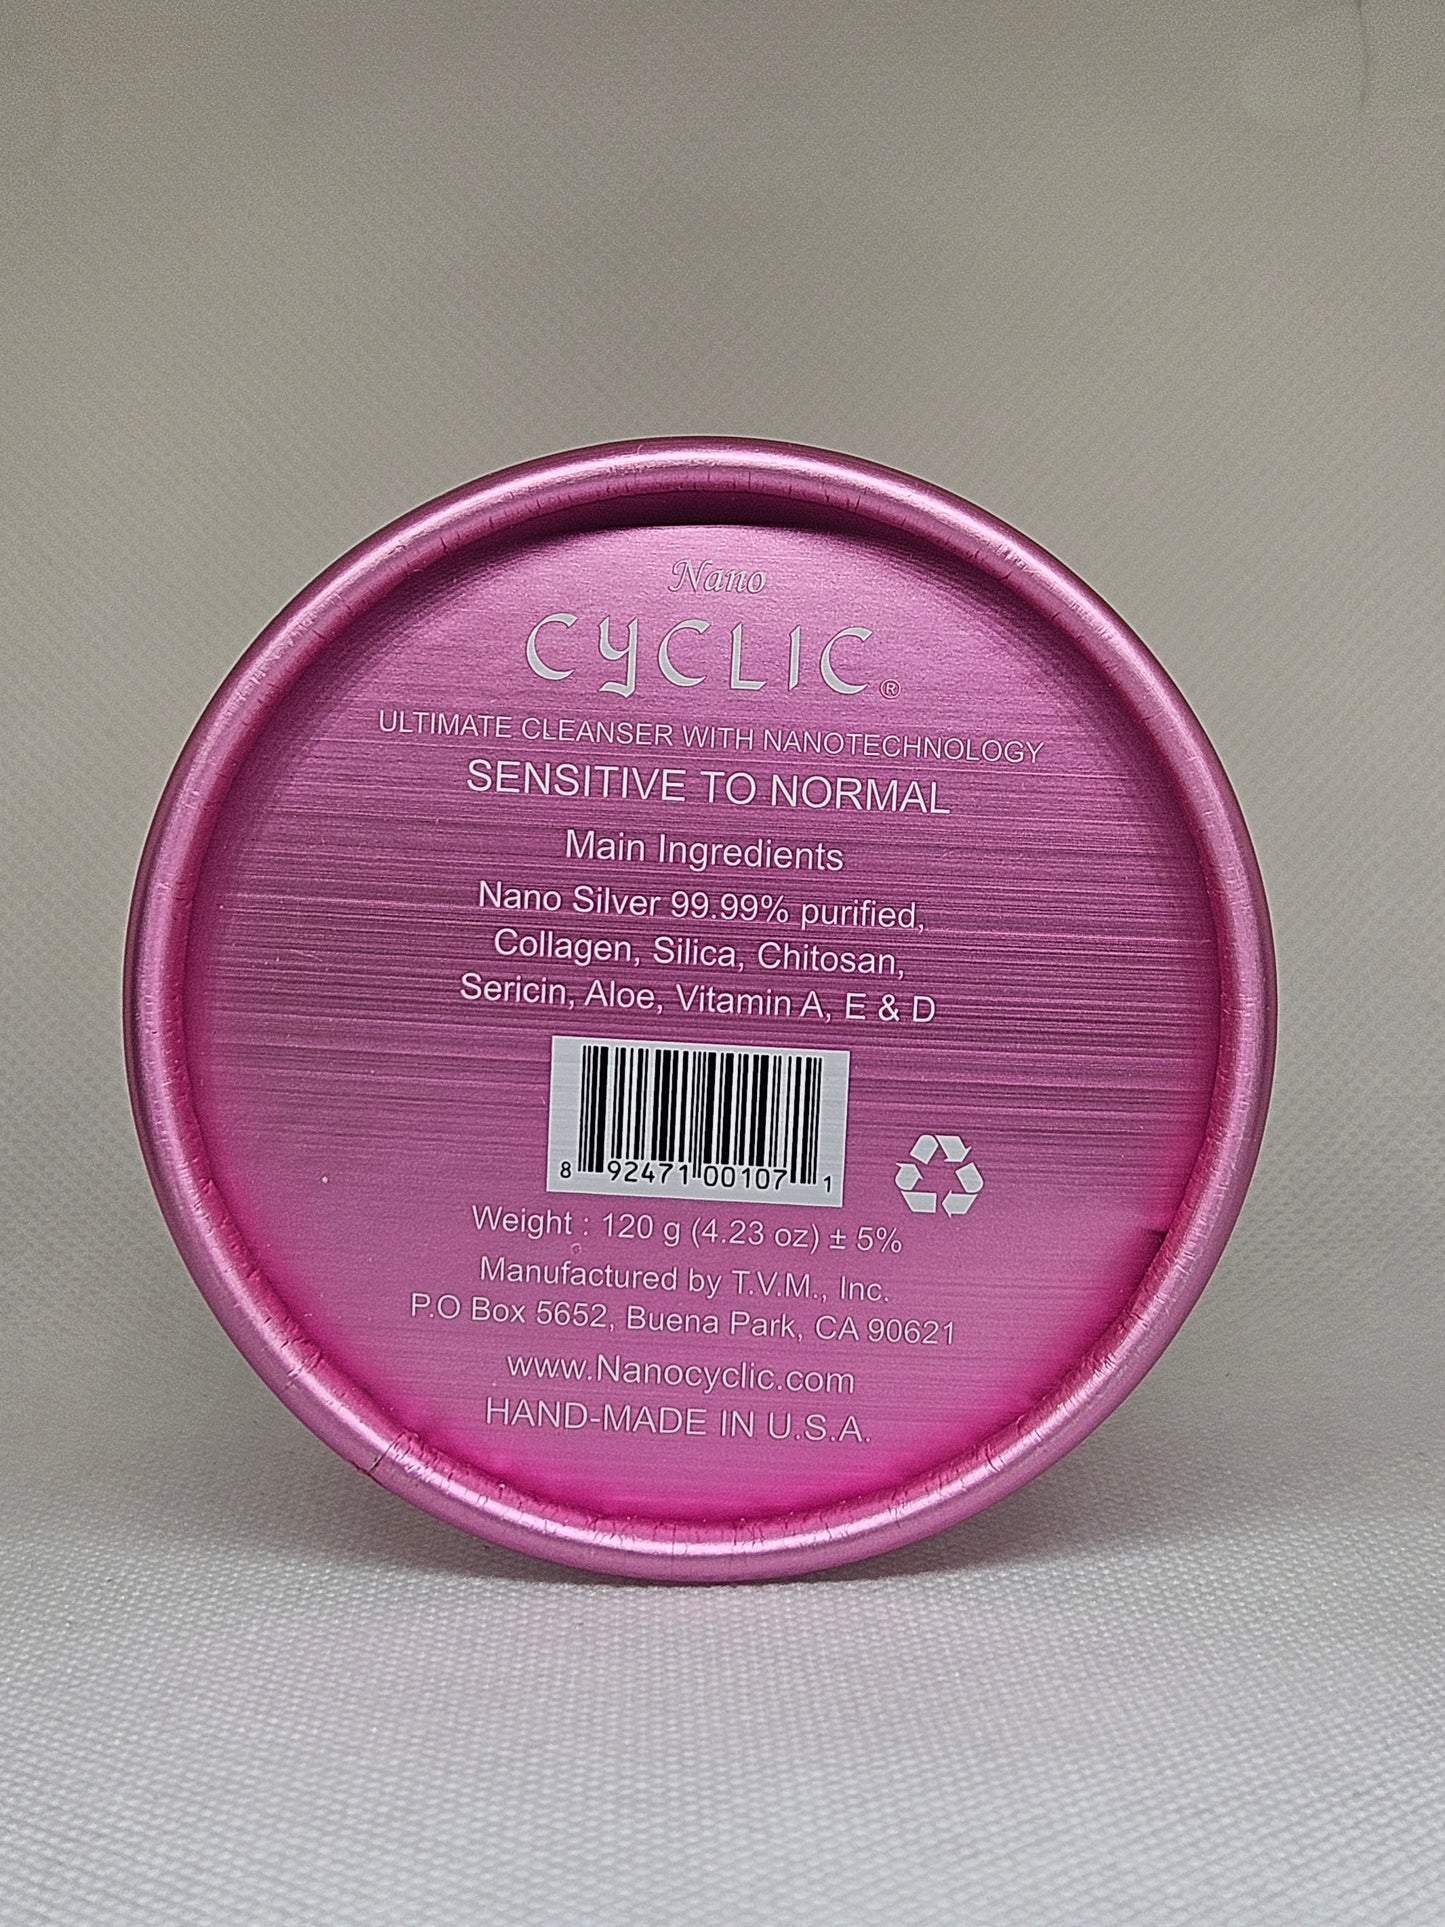 Nano
CYCLIC®
ULTIMATE CLEANSER WITH NANOTECHNOLOGY
SENSITIVE TO NORMAL
Main Ingredients
Nano Silver 99.99% purified,
Collagen, Silica, Chitosan,
Sericin, Aloe, Vitamin A, E & D
8 92471 00107 1
Weight : 120 g (4.23 oz) ± 5%
Manufactured by T.V.M., Inc.
P.O Box 5652, Buena Park, CA 90621
www.Nanocyclic.com
HAND-MADE IN U.S.A.